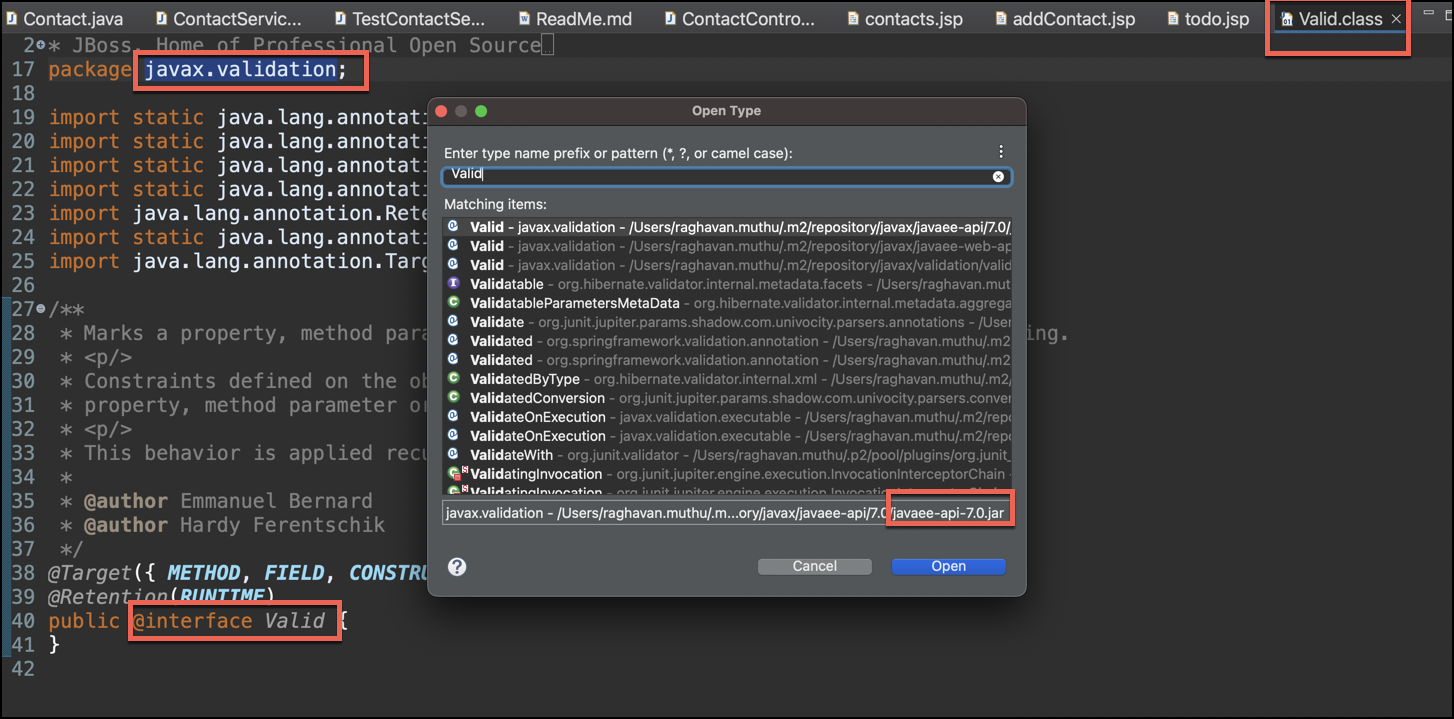 Contact.java ContactServic... TestContactSe... ReadMe.md ContactContro... contacts.jsp addContact.jsp todo.jsp Valid.class
2 * JBoss, Home of Professional Open Source
17 package javax.validation;
18
19 import static java.lang.annotati
20 import static java.lang.annotati
21 import static java.lang.annotati
22 import static java.lang.annotati
23 import java.lang.annotation.Rete
24 import static java.lang.annotati
25 import java.lang.annotation.Targ
26
27 /**
28 * Marks a property, method para ing.
29 * <p/>
30 * Constraints defined on the ob
31 * property, method parameter or
32 * <p/>
33 * This behavior is applied recu
34 *
35 * @author Emmanuel Bernard
36 * @author Hardy Ferentschik
37 */
38 @Target({ METHOD, FIELD, CONSTRU
39 @Retention(RUNTIME)
40 public @interface Valid {
41 }
42
Open Type
Enter type name prefix or pattern (*, ?, or camel case):
Valid
Matching items:
Valid - javax.validation - /Users/raghavan.muthu/.m2/repository/javax/javaee-api/7.0/
Valid - javax.validation - /Users/raghavan.muthu/.m2/repository/javax/javaee-web-ap
Valid - javax.validation - /Users/raghavan.muthu/.m2/repository/javax/validation/valid
Validatable - org.hibernate.validator.internal.metadata.facets - /Users/raghavan.mut
ValidatableParametersMetaData - org.hibernate.validator.internal.metadata.aggrega
Validate - org.junit.jupiter.params.shadow.com.univocity.parsers.annotations - /User
Validated - org.springframework.validation.annotation - /Users/raghavan.muthu/.m2
Validated - org.springframework.validation.annotation - /Users/raghavan.muthu/.m2
ValidatedByType - org.hibernate.validator.internal.xml - /Users/raghavan.muthu/.m2/
ValidatedConversion - org.junit.jupiter.params.shadow.com.univocity.parsers.conver
ValidateOnExecution - javax.validation.executable - /Users/raghavan.muthu/.m2/repo
ValidateOnExecution - javax.validation.executable - /Users/raghavan.muthu/.m2/repo
ValidateWith - org.junit.validator - /Users/raghavan.muthu/.p2/pool/plugins/org.junit_
ValidatingInvocation - org.junit.jupiter.engine.execution.InvocationInterceptorChain -
ValidatingInvocation - org.junit.jupiter.engine.execution.InvocationInterceptorChain -
javax.validation - /Users/raghavan.muthu/.m...ory/javax/javaee-api/7.0/javaee-api-7.0.jar
Cancel Open